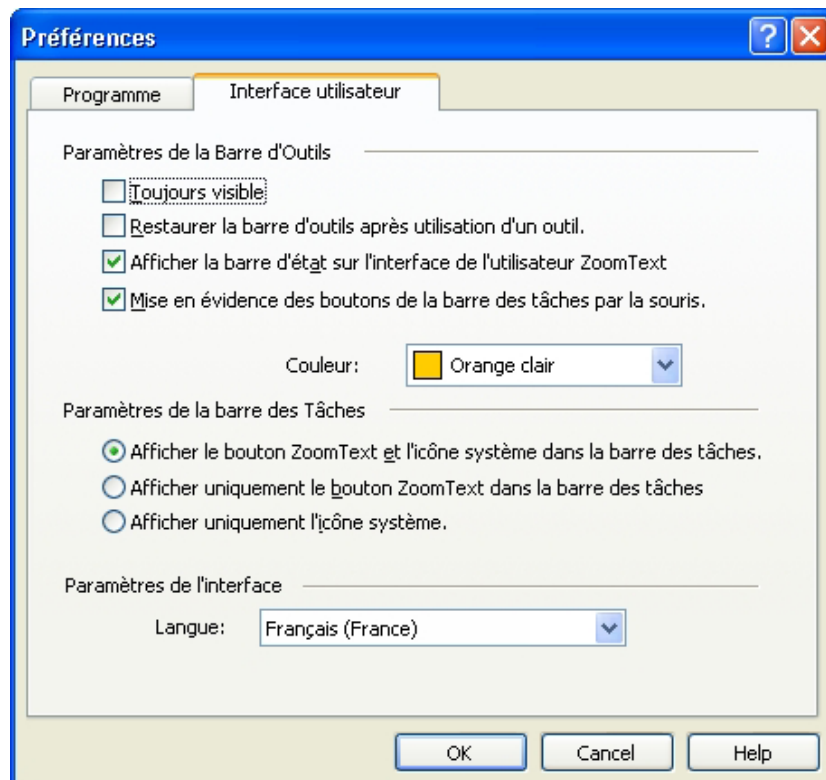 Préférences
Programme
Interface utilisateur
Paramètres de la Barre d'Outils
Toujours visible
Restaurer la barre d'outils après utilisation d'un outil.
Afficher la barre d'état sur l'interface de l'utilisateur ZoomText
Mise en évidence des boutons de la barre des tâches par la souris.
Couleur: Orange clair
Paramètres de la barre des Tâches
Afficher le bouton ZoomText et l'icône système dans la barre des tâches.
Afficher uniquement le bouton ZoomText dans la barre des tâches
Afficher uniquement l'icône système.
Paramètres de l'interface
Langue: Français (France)
OK Cancel Help